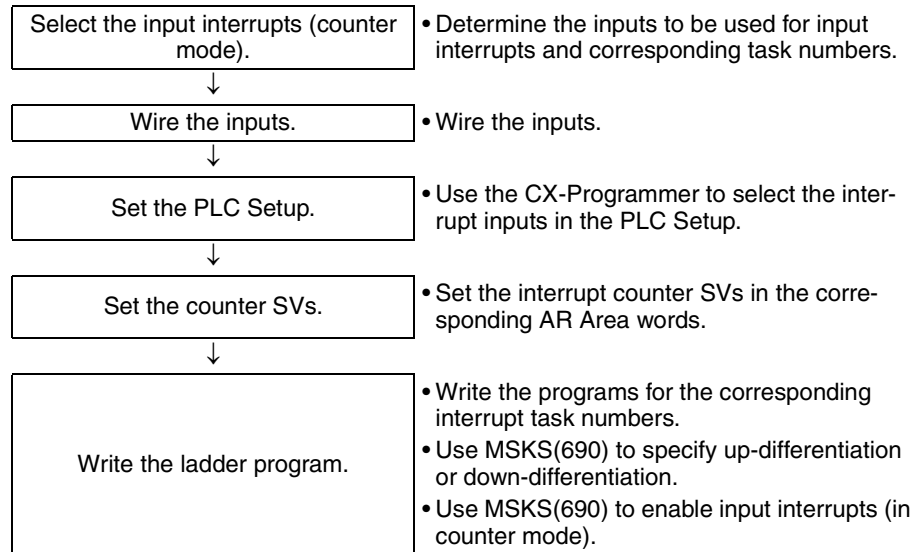 Select the input interrupts (counter
mode).
• Determine the inputs to be used for input
interrupts and corresponding task numbers.
↓
Wire the inputs.
• Wire the inputs.
↓
Set the PLC Setup.
• Use the CX-Programmer to select the inter-
rupt inputs in the PLC Setup.
↓
Set the counter SVs.
• Set the interrupt counter SVs in the corre-
sponding AR Area words.
↓
Write the ladder program.
• Write the programs for the corresponding
interrupt task numbers.
• Use MSKS(690) to specify up-differentiation
or down-differentiation.
• Use MSKS(690) to enable input interrupts (in
counter mode).